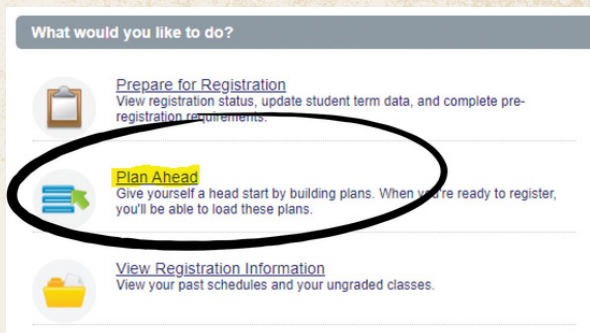 What would you like to do?
Prepare for Registration
View registration status, update student term data, and complete pre-
registration requirements.
Plan Ahead
Give yourself a head start by building plans. When you're ready to register,
you'll be able to load these plans.
View Registration Information
View your past schedules and your ungraded classes.